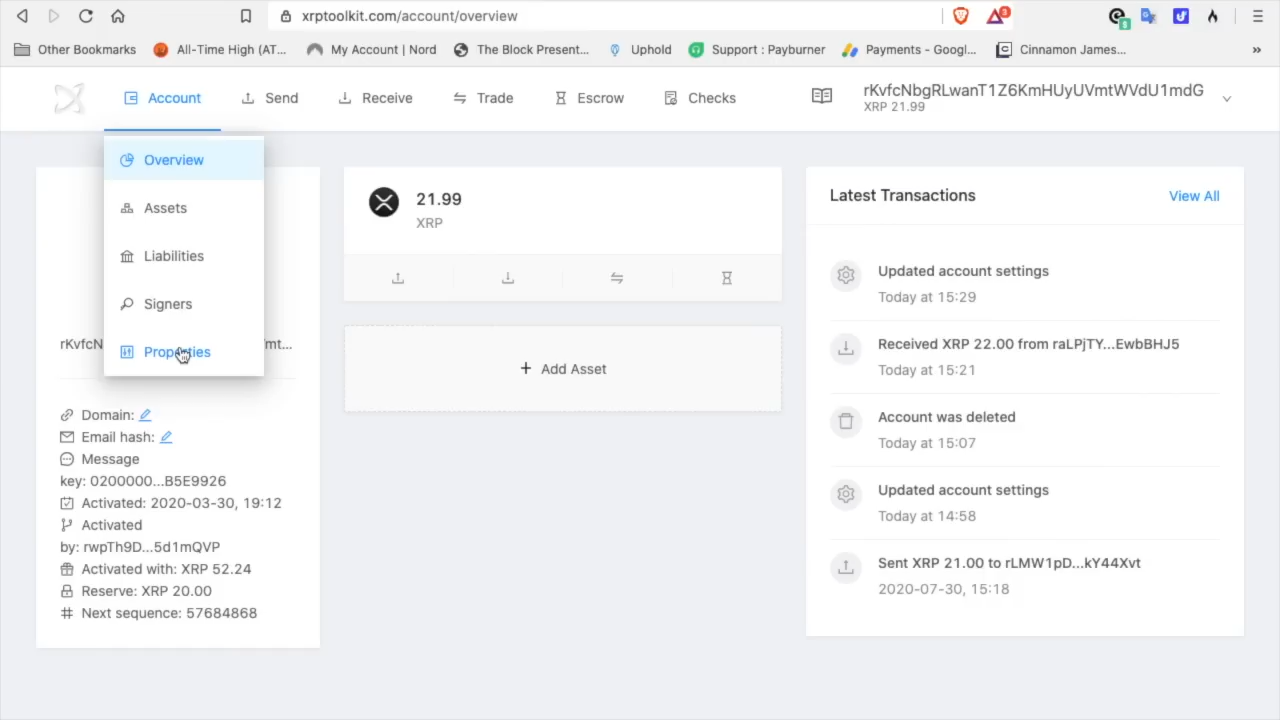 xrptoolkit.com/account/overview
3
Other Bookmarks
All-Time High (AT...
My Account | Nord
The Block Present...
Uphold
Support : Payburner
Payments - Googl...
Cinnamon James...
»
Account
Send
Receive
Trade
Escrow
Checks
rKvfcNbgRLwanT1Z6KmHUyUVmtWVdU1mdG
XRP 21.99
Overview
Assets
Liabilities
Signers
Properties
rKvfcN
mt...
Domain:
Email hash:
Message
key: 0200000...B5E9926
Activated: 2020-03-30, 19:12
Activated
by: rwpTh9D...5d1mQVP
Activated with: XRP 52.24
Reserve: XRP 20.00
Next sequence: 57684868
21.99
XRP
+ Add Asset
Latest Transactions
View All
Updated account settings
Today at 15:29
Received XRP 22.00 from raLPjTY...EwbBHJ5
Today at 15:21
Account was deleted
Today at 15:07
Updated account settings
Today at 14:58
Sent XRP 21.00 to rLMW1pD...kY44Xvt
2020-07-30, 15:18